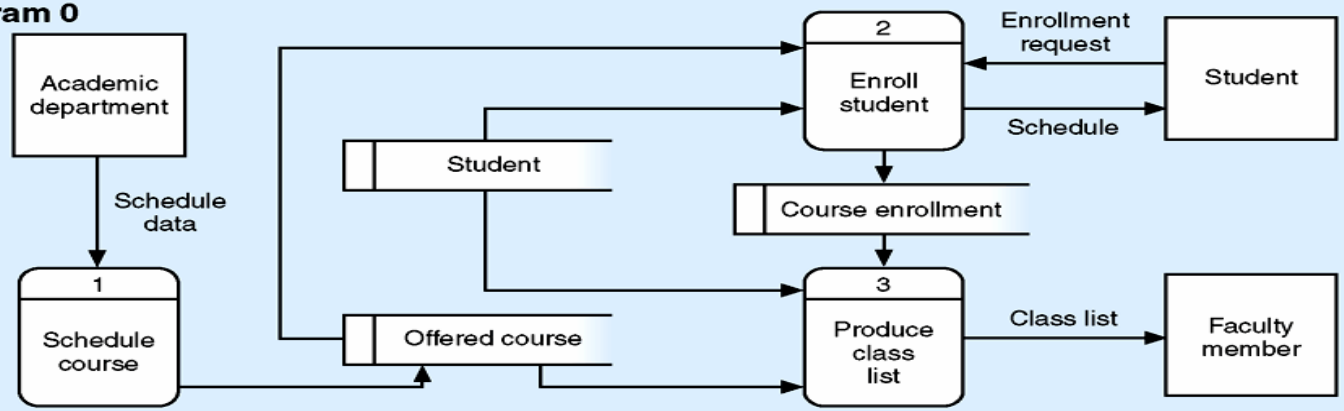 ram 0
Academic
department
Schedule
data
1
Schedule
course
Student
Offered course
2
Enroll
student
Enrollment
request
Schedule
Student
Course enrollment
3
Produce
class
list
Class list
Faculty
member